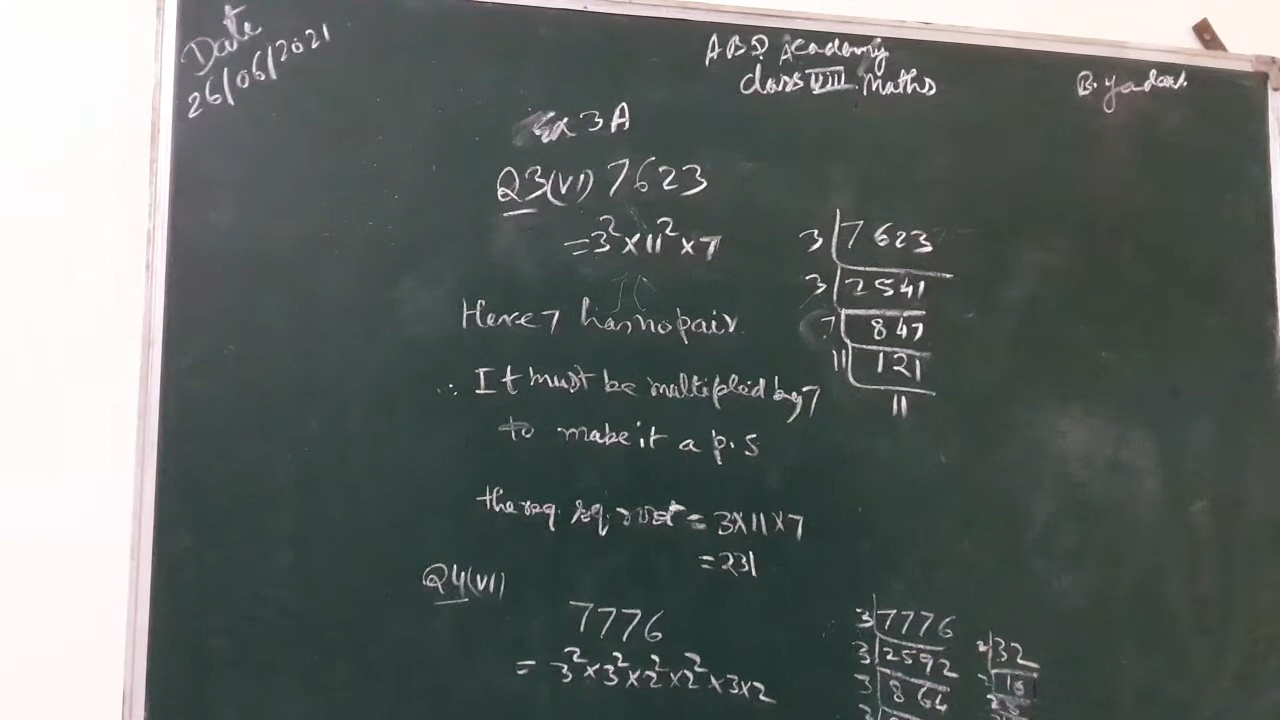 Date
26/06/2021
ABD Academy
class VIII Maths
B. Yadav.
Ex 3A
Q3(VI) 7623
=3²×11²×7
Here 7 has no pair.
∴ It must be multiplied by 7
to make it a p.s
the req. sq. root = 3×11×7
=231
3 7623
3 2541
7 847
11 121
11
Q4(VI)
7776
= 3²×3²×2²×2²×3×2
3 7776
3 2592
3 864
3
2 32
2 16